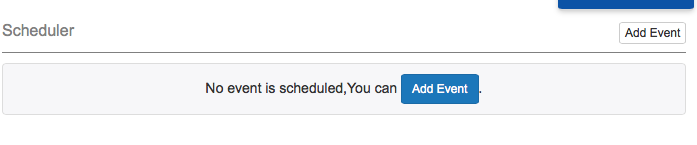 Scheduler
Add Event
No event is scheduled,You can Add Event.